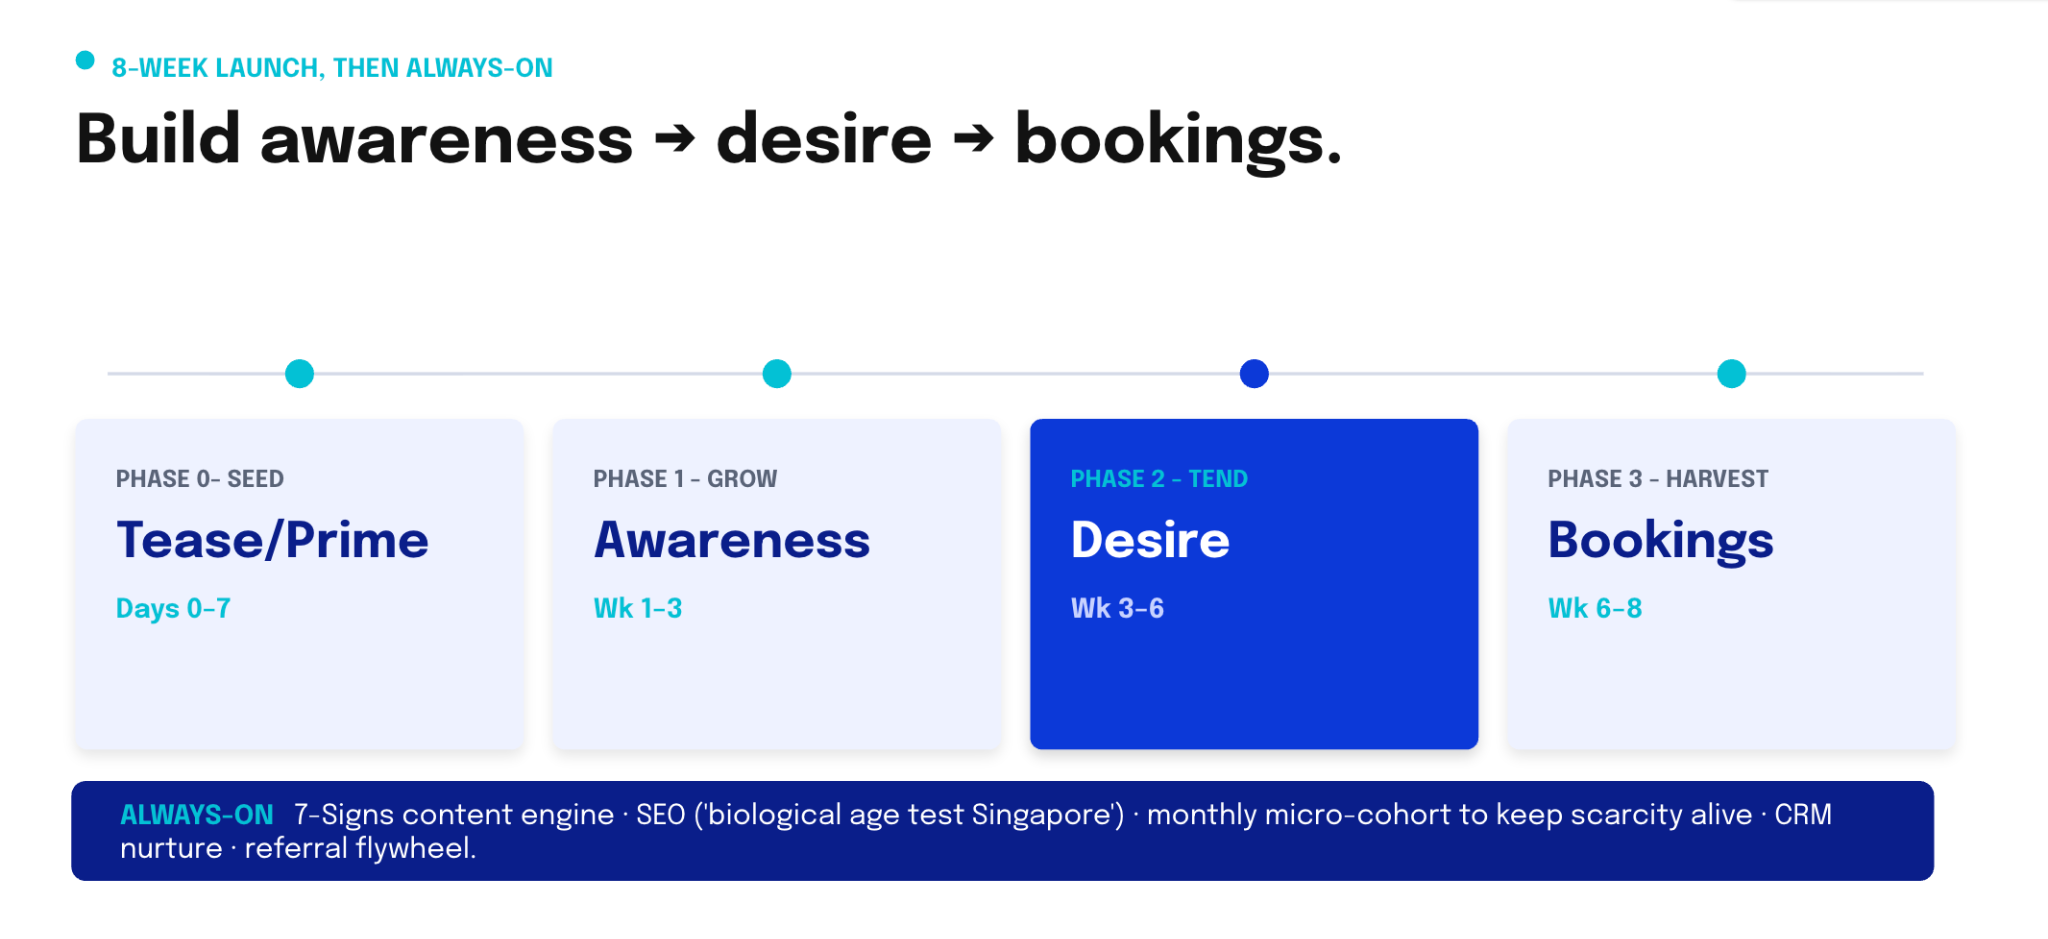 8-WEEK LAUNCH, THEN ALWAYS-ON
Build awareness → desire → bookings.
PHASE 0- SEED
Tease/Prime
Days 0–7
PHASE 1 - GROW
Awareness
Wk 1–3
PHASE 2 - TEND
Desire
Wk 3–6
PHASE 3 - HARVEST
Bookings
Wk 6–8
ALWAYS-ON 7-Signs content engine · SEO ('biological age test Singapore') · monthly micro-cohort to keep scarcity alive · CRM
nurture · referral flywheel.